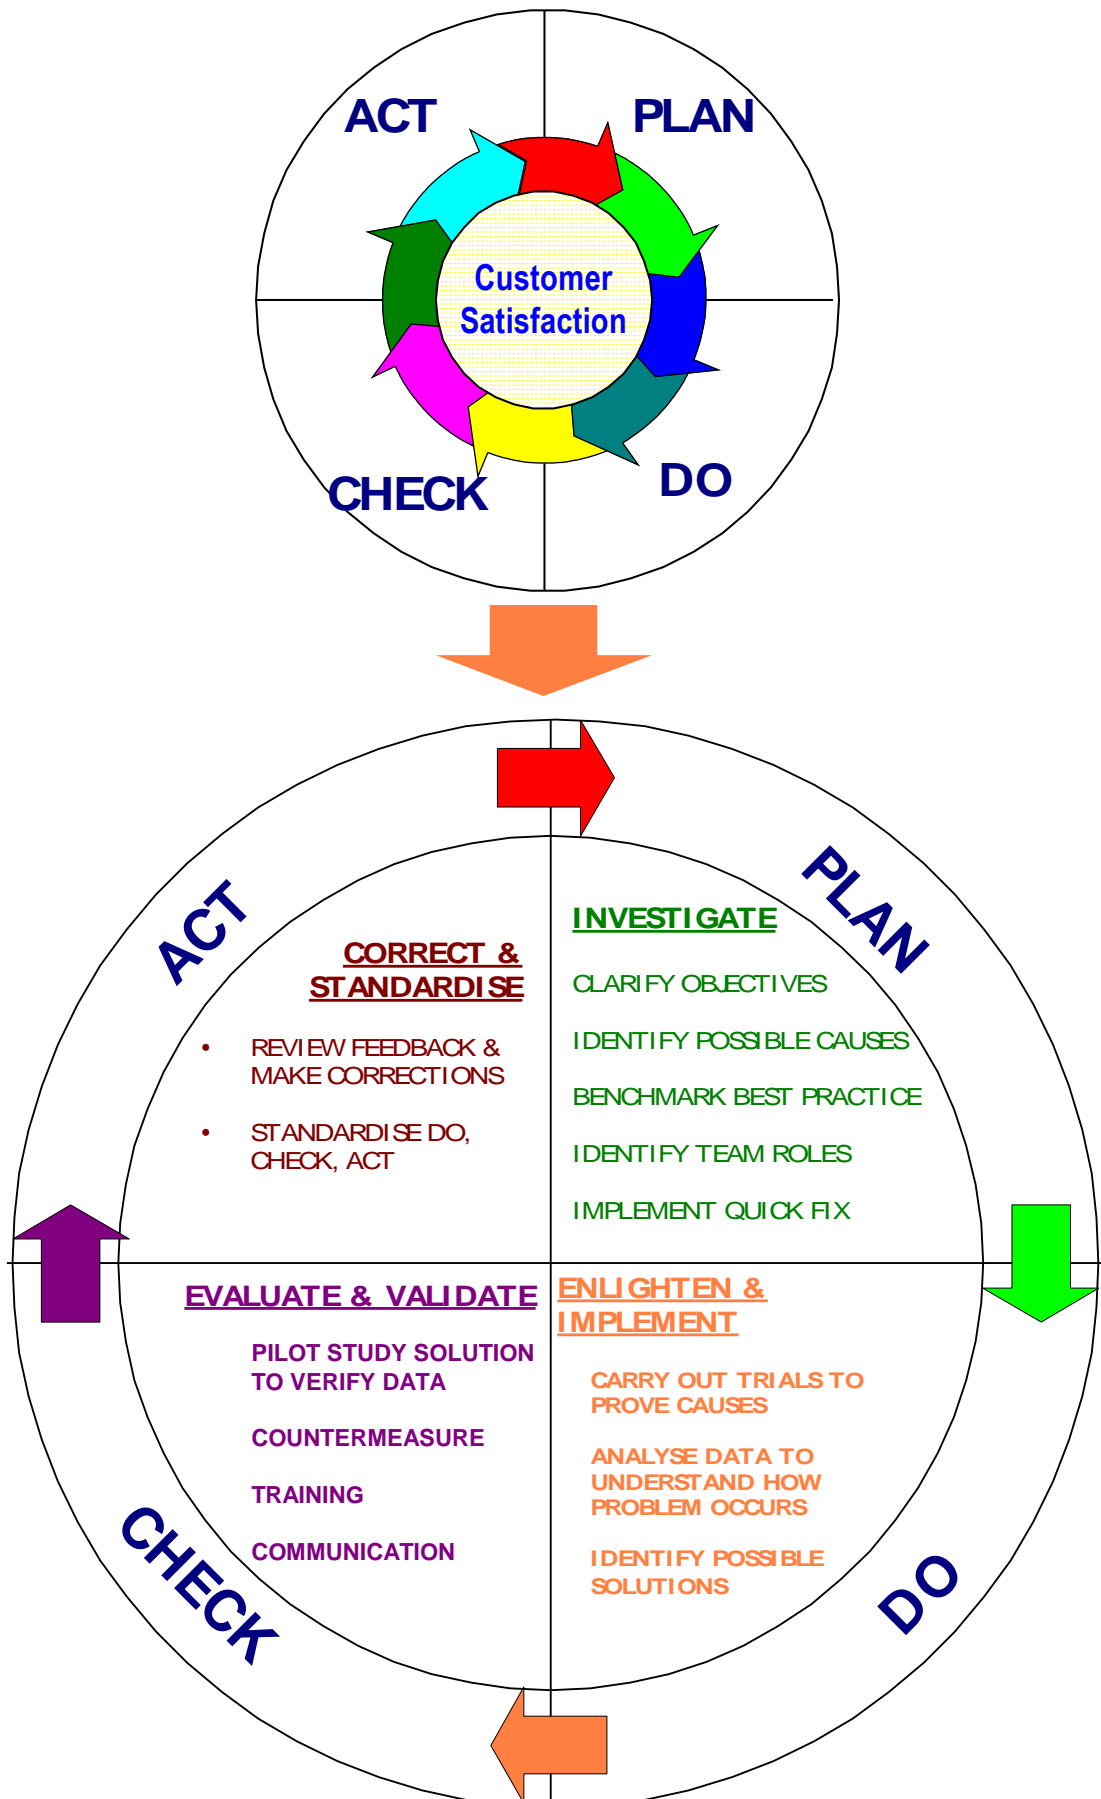 ACT
PLAN
Customer
Satisfaction
CHECK
DO
ACT
PLAN
CORRECT &
STANDARDISE
• REVIEW FEEDBACK &
MAKE CORRECTIONS
• STANDARDISE DO,
CHECK, ACT
INVESTIGATE
CLARIFY OBJECTIVES
IDENTIFY POSSIBLE CAUSES
BENCHMARK BEST PRACTICE
IDENTIFY TEAM ROLES
IMPLEMENT QUICK FIX
EVALUATE & VALIDATE
PILOT STUDY SOLUTION
TO VERIFY DATA
COUNTERMEASURE
TRAINING
COMMUNICATION
ENLIGHTEN &
IMPLEMENT
CARRY OUT TRIALS TO
PROVE CAUSES
ANALYSE DATA TO
UNDERSTAND HOW
PROBLEM OCCURS
IDENTIFY POSSIBLE
SOLUTIONS
CHECK
DO